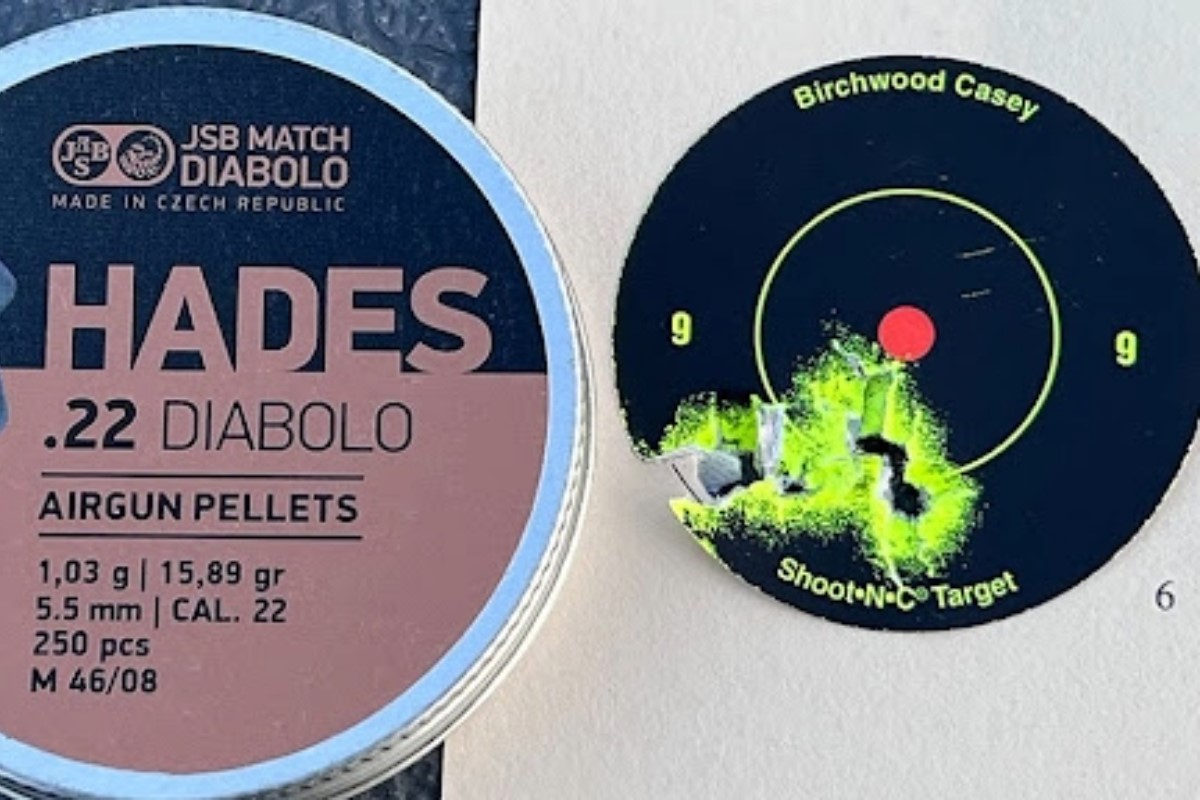 JSB
JSB MATCH
DIABOLO
MADE IN CZECH REPUBLIC
HADES
.22 DIABOLO
AIRGUN PELLETS
1,03 g | 15,89 gr
5.5 mm | CAL. 22
250 pcs
M 46/08
Birchwood Casey
9
9
Shoot•N•C® Target
6